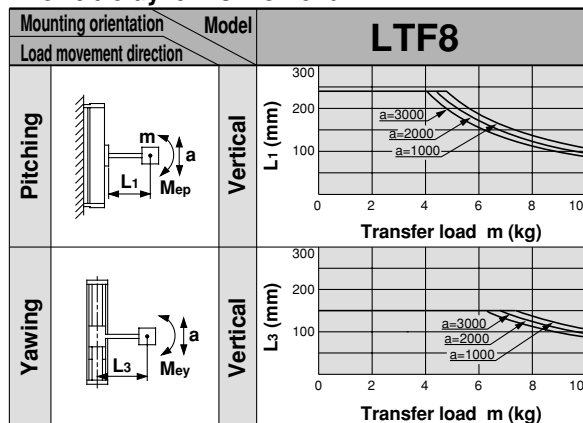 Mounting orientation Model
Load movement direction
LTF8
Pitching
m
a
L1
Mep
Vertical
L1 (mm)
300
200
100
a=3000
a=2000
a=1000
0 2 4 6 8 10
Transfer load m (kg)
Yawing
a
L3
Mey
Vertical
L3 (mm)
300
200
100
a=3000
a=2000
a=1000
0 2 4 6 8 10
Transfer load m (kg)